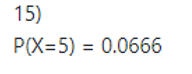 15)
P(X=5) = 0.0666